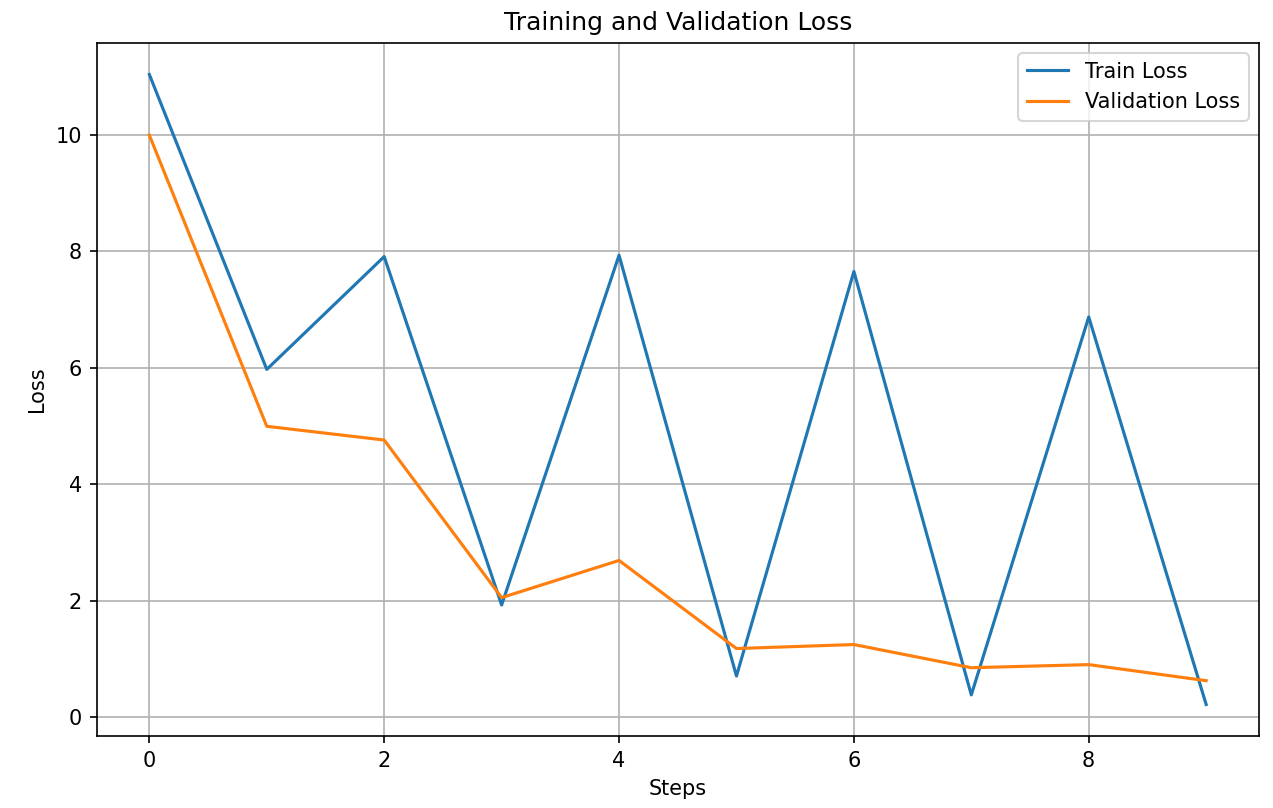 Training and Validation Loss
Train Loss
Validation Loss
10
8
6
4
2
0
Loss
0 2 4 6 8
Steps